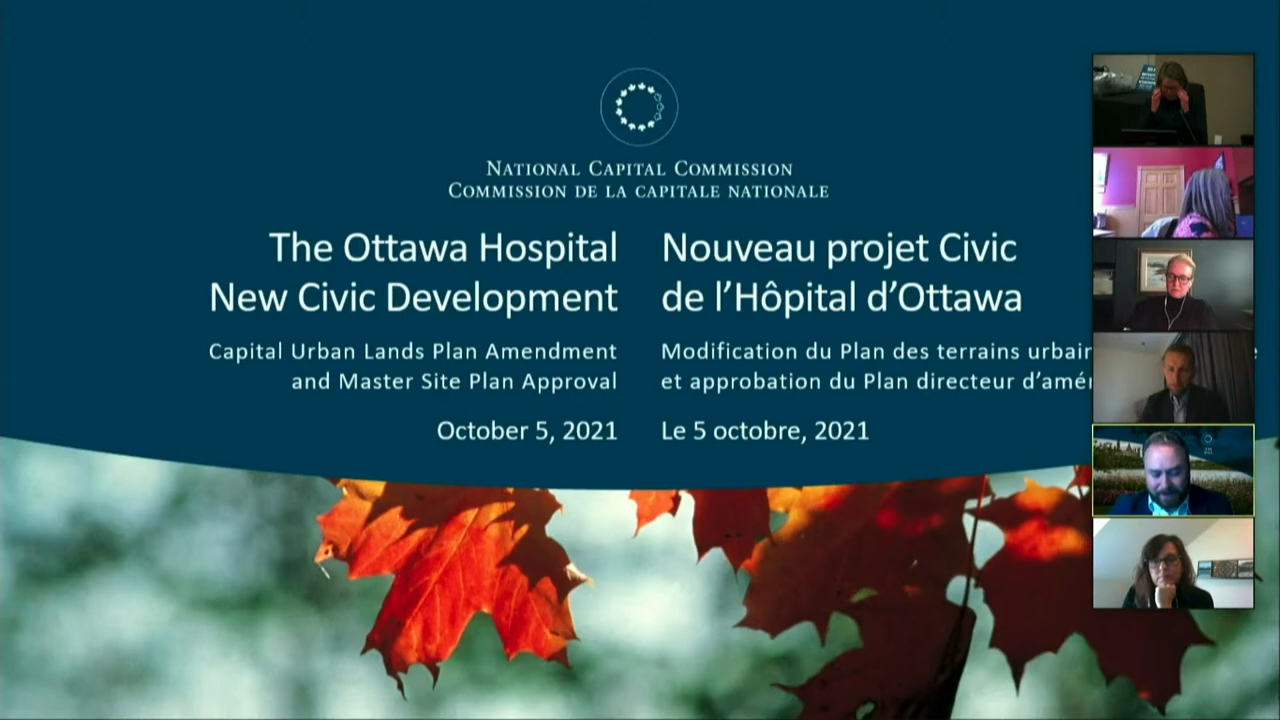 NATIONAL CAPITAL COMMISSION
COMMISSION DE LA CAPITALE NATIONALE
The Ottawa Hospital
New Civic Development
Capital Urban Lands Plan Amendment
and Master Site Plan Approval
October 5, 2021
Nouveau projet Civic
de l'Hôpital d'Ottawa
Modification du Plan des terrains
et approbation du Plan directeur
Le 5 octobre, 2021